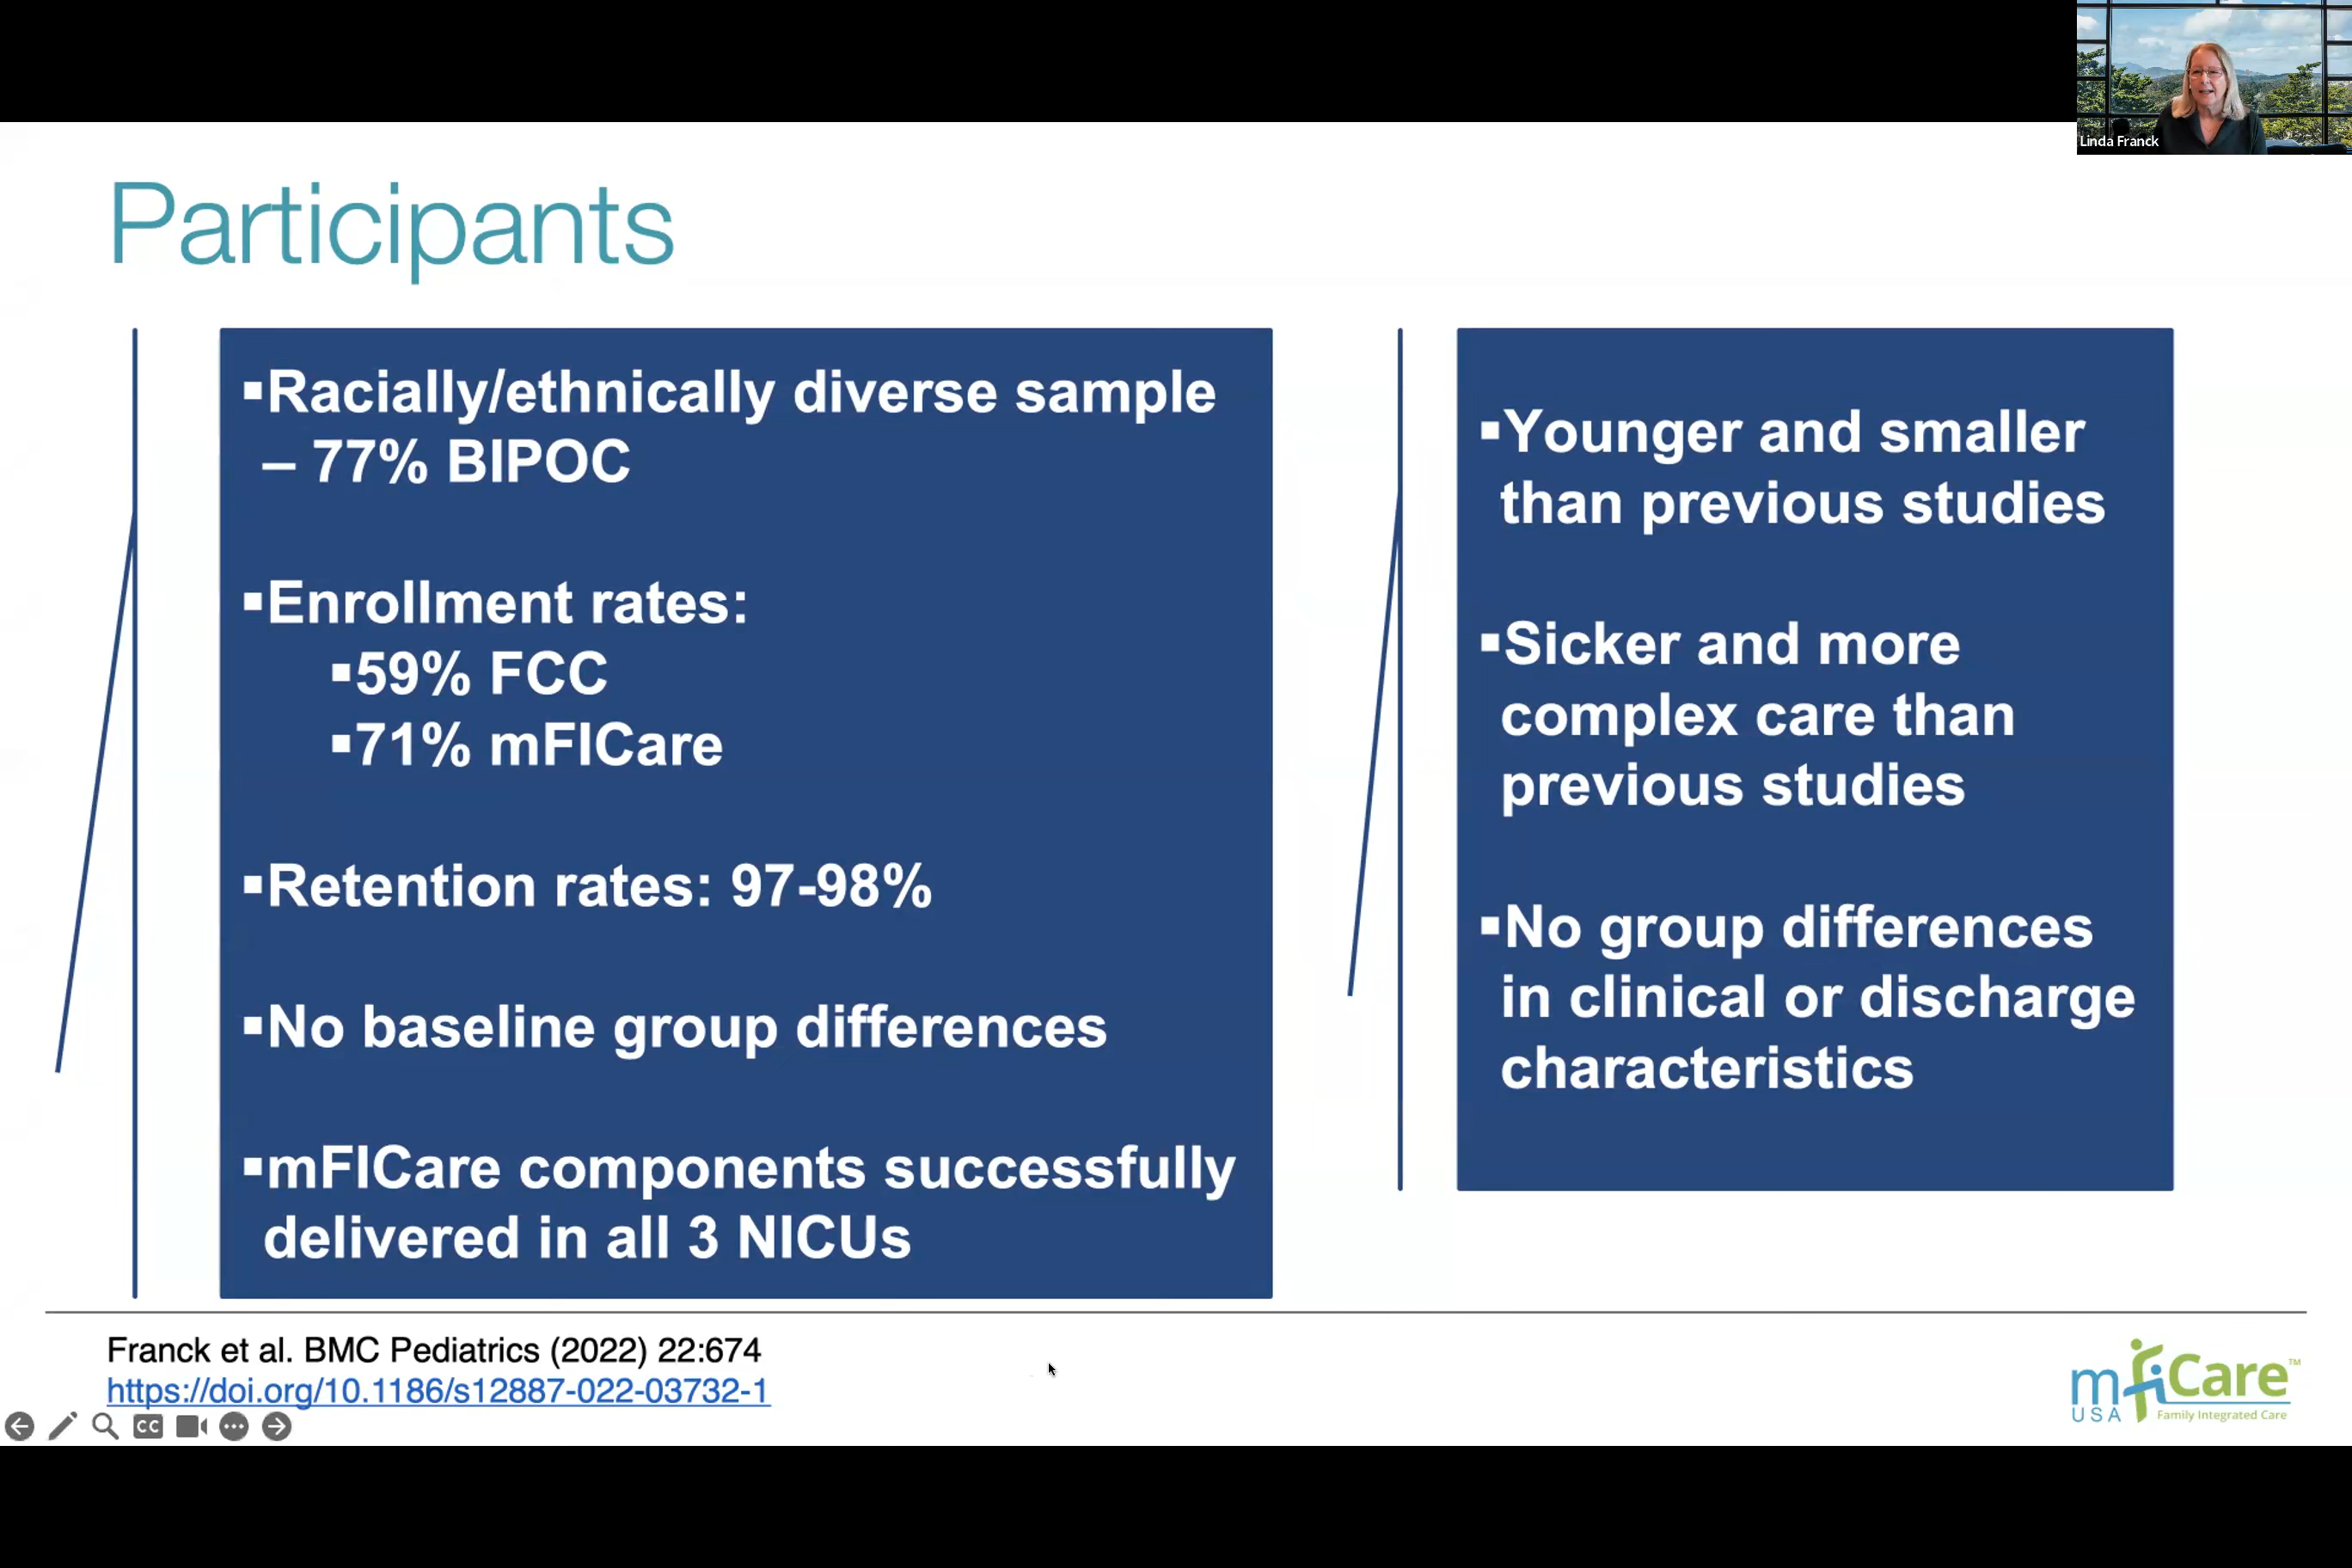 Linda Franck
Participants
▪Racially/ethnically diverse sample
– 77% BIPOC
▪Enrollment rates:
▪59% FCC
▪71% mFICare
▪Retention rates: 97-98%
▪No baseline group differences
▪mFICare components successfully
delivered in all 3 NICUs
▪Younger and smaller
than previous studies
▪Sicker and more
complex care than
previous studies
▪No group differences
in clinical or discharge
characteristics
Franck et al. BMC Pediatrics (2022) 22:674
https://doi.org/10.1186/s12887-022-03732-1
CC
mfiCare™
USA Family Integrated Care